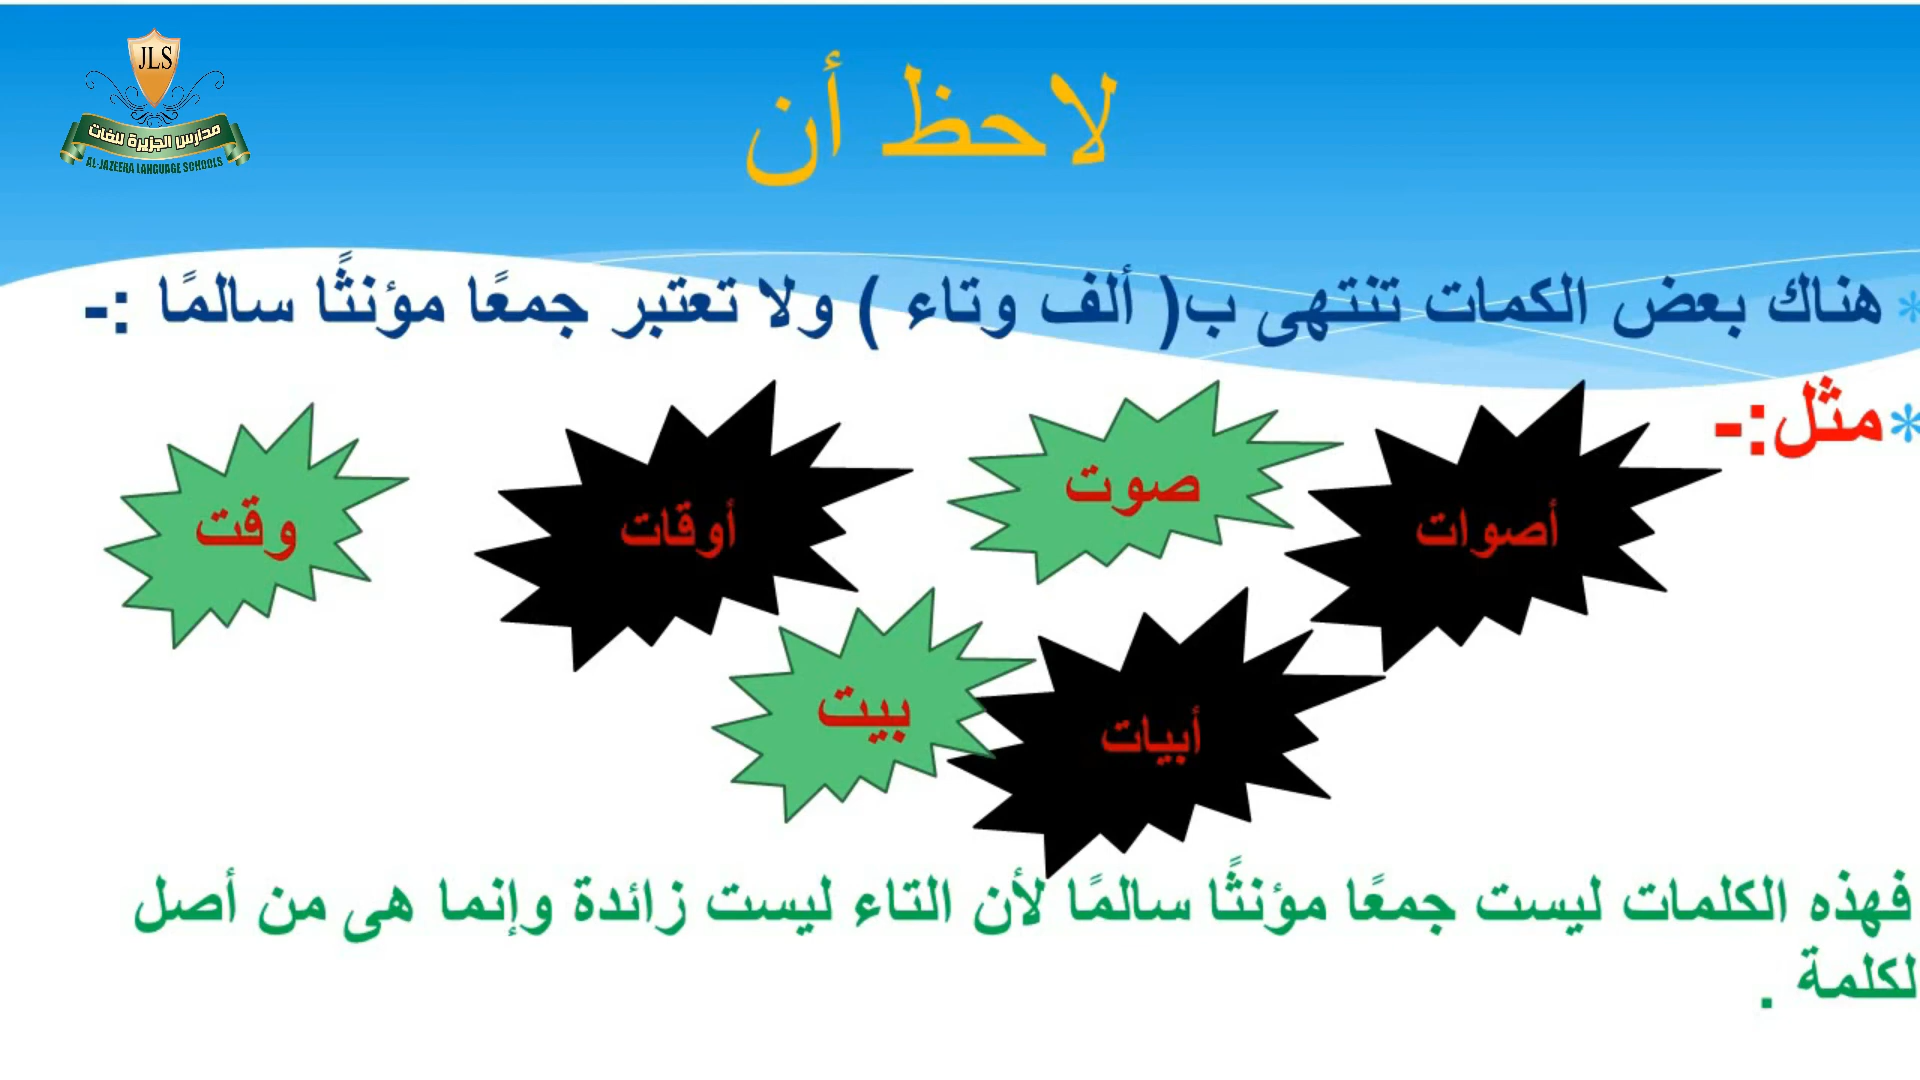 JLS
مدارس الجزيرة للغات
AL-JAZEERA LANGUAGE SCHOOLS
لاحظ أن
* هناك بعض الكمات تنتهى ب( ألف وتاء ) ولا تعتبر جمعًا مؤنثًا سالمًا :-
* مثل:-
أصوات
صوت
أوقات
وقت
أبيات
بيت
فهذه الكلمات ليست جمعًا مؤنثًا سالمًا لأن التاء ليست زائدة وإنما هى من أصل
لكلمة .